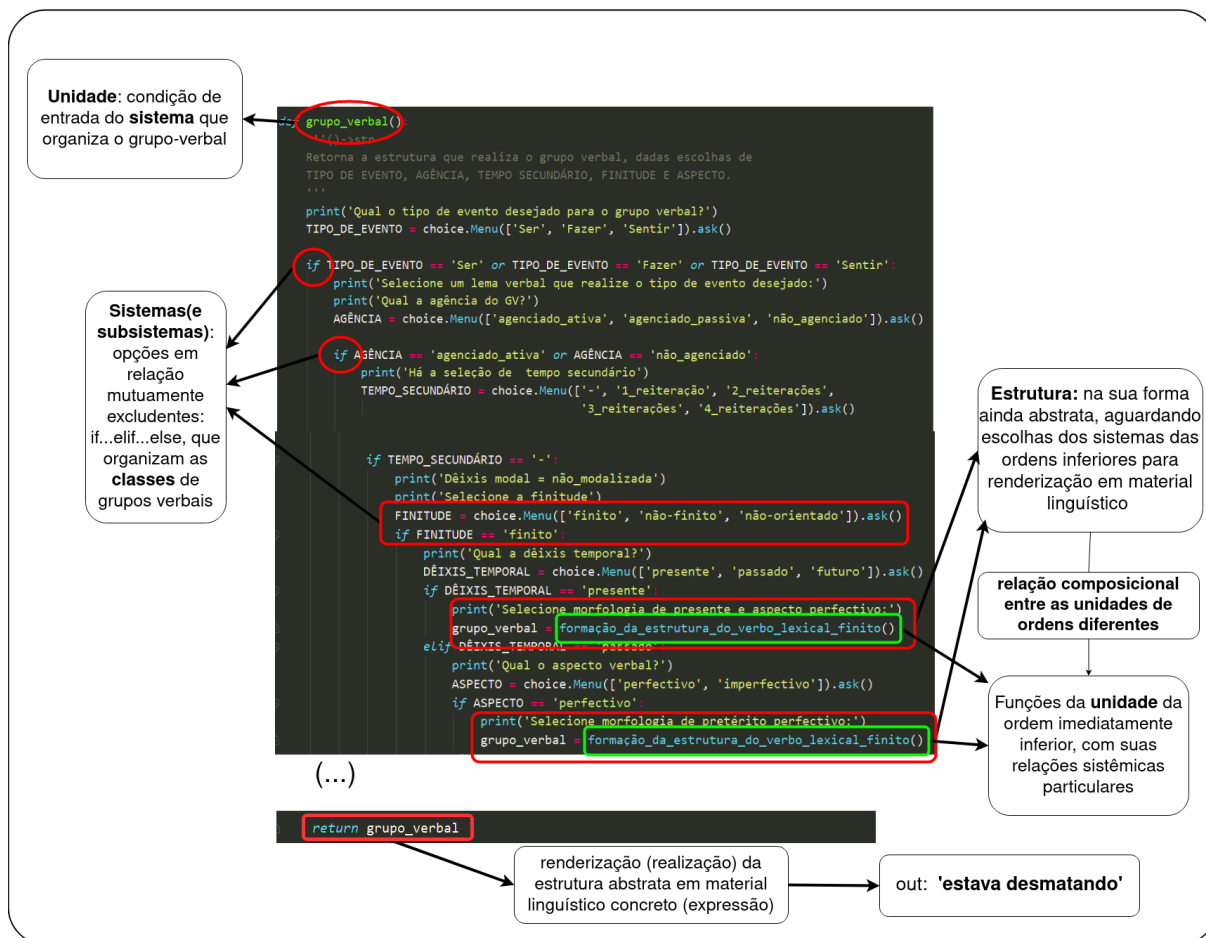 Unidade: condição de
entrada do sistema que
organiza o grupo-verbal
def grupo_verbal():
'''()->str
Retorna a estrutura que realiza o grupo verbal, dadas escolhas de
TIPO DE EVENTO, AGÊNCIA, TEMPO SECUNDÁRIO, FINITUDE E ASPECTO.
'''
print('Qual o tipo de evento desejado para o grupo verbal?')
TIPO_DE_EVENTO = choice.Menu(['Ser', 'Fazer', 'Sentir']).ask()
if TIPO_DE_EVENTO == 'Ser' or TIPO_DE_EVENTO == 'Fazer' or TIPO_DE_EVENTO == 'Sentir':
print('Selecione um lema verbal que realize o tipo de evento desejado:')
print('Qual a agência do GV?')
AGÊNCIA = choice.Menu(['agenciado_ativa', 'agenciado_passiva', 'não_agenciado']).ask()
if AGÊNCIA == 'agenciado_ativa' or AGÊNCIA == 'não_agenciado':
print('Há a seleção de  tempo secundário')
TEMPO_SECUNDÁRIO = choice.Menu(['-', '1_reiteração', '2_reiterações',
'3_reiterações', '4_reiterações']).ask()
Sistemas(e
subsistemas):
opções em
relação
mutuamente
excludentes:
if...elif...else, que
organizam as
classes de
grupos verbais
if TEMPO_SECUNDÁRIO == '-':
print('Dêixis modal = não_modalizada')
print('Selecione a finitude')
FINITUDE = choice.Menu(['finito', 'não-finito', 'não-orientado']).ask()
if FINITUDE == 'finito':
print('Qual a dêixis temporal?')
DÊIXIS_TEMPORAL = choice.Menu(['presente', 'passado', 'futuro']).ask()
if DÊIXIS_TEMPORAL == 'presente':
print('Selecione morfologia de presente e aspecto perfectivo:')
grupo_verbal = formação_da_estrutura_do_verbo_lexical_finito()
elif DÊIXIS_TEMPORAL == 'passado':
print('Qual o aspecto verbal?')
ASPECTO = choice.Menu(['perfectivo', 'imperfectivo']).ask()
if ASPECTO == 'perfectivo':
print('Selecione morfologia de pretérito perfectivo:')
grupo_verbal = formação_da_estrutura_do_verbo_lexical_finito()
(...)
return grupo_verbal
Estrutura: na sua forma
ainda abstrata, aguardando
escolhas dos sistemas das
ordens inferiores para
renderização em material
linguístico
relação composicional
entre as unidades de
ordens diferentes
Funções da unidade da
ordem imediatamente
inferior, com suas
relações sistêmicas
particulares
renderização (realização) da
estrutura abstrata em material
linguístico concreto (expressão)
out: 'estava desmatando'